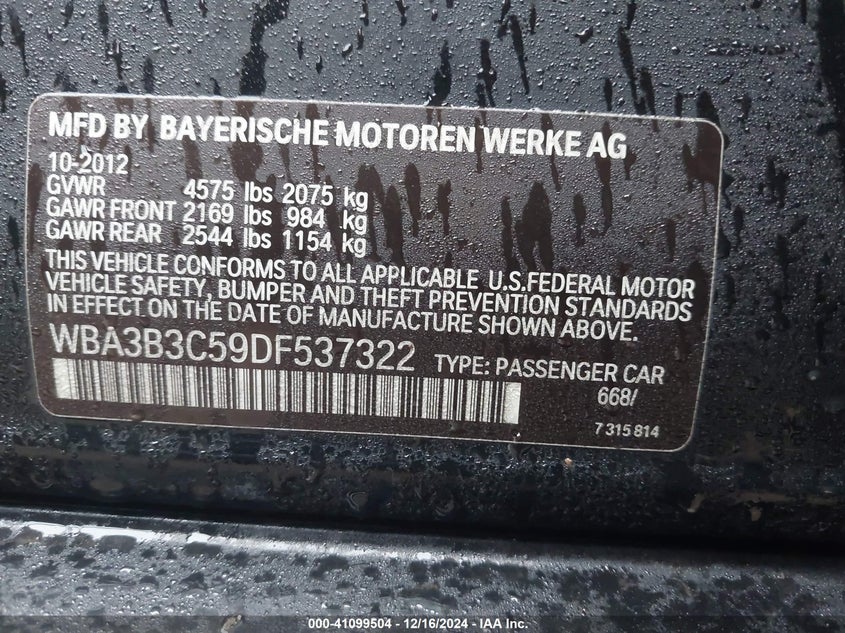 MFD BY BAYERISCHE MOTOREN WERKE AG
10-2012
GVWR 4575 lbs 2075 kg
GAWR FRONT 2169 lbs 984 kg
GAWR REAR 2544 lbs 1154 kg
THIS VEHICLE CONFORMS TO ALL APPLICABLE U.S.FEDERAL MOTOR
VEHICLE SAFETY, BUMPER AND THEFT PREVENTION STANDARDS
IN EFFECT ON THE DATE OF MANUFACTURE SHOWN ABOVE.
WBA3B3C59DF537322 TYPE: PASSENGER CAR
668/
7 315 814
000-41099504 - 12/16/2024 - IAA Inc.